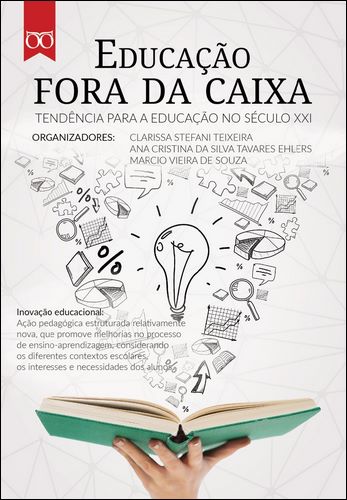 EDUCAÇÃO
FORA DA CAIXA
TENDÊNCIA PARA A EDUCAÇÃO NO SÉCULO XXI
ORGANIZADORES: CLARISSA STEFANI TEIXEIRA
ANA CRISTINA DA SILVA TAVARES EHLERS
MARCIO VIEIRA DE SOUZA
Inovação educacional:
Ação pedagógica estruturada relativamente
nova, que promove melhorias no processo
de ensino-aprendizagem, considerando
os diferentes contextos escolares,
os interesses e necessidades dos alunos.